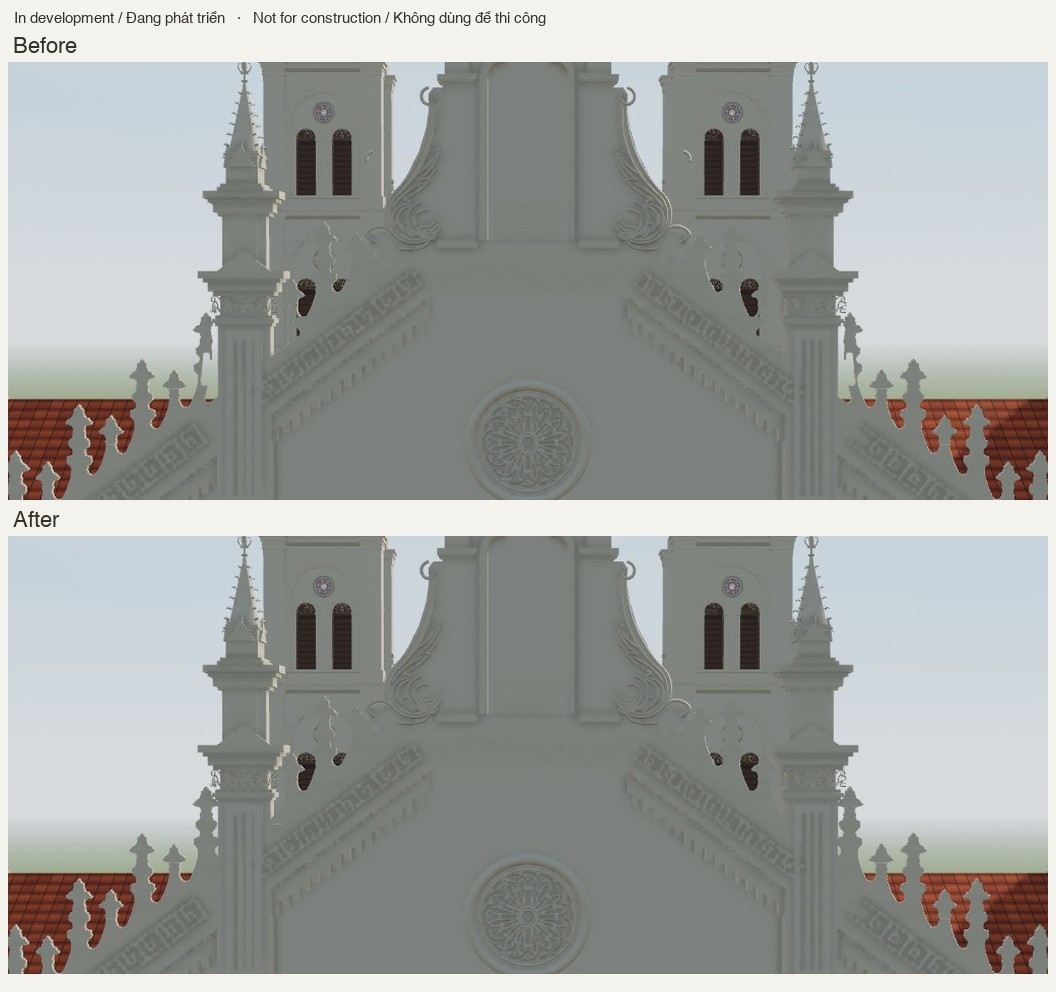 In development / Đang phát triển · Not for construction / Không dùng để thi công
Before
After